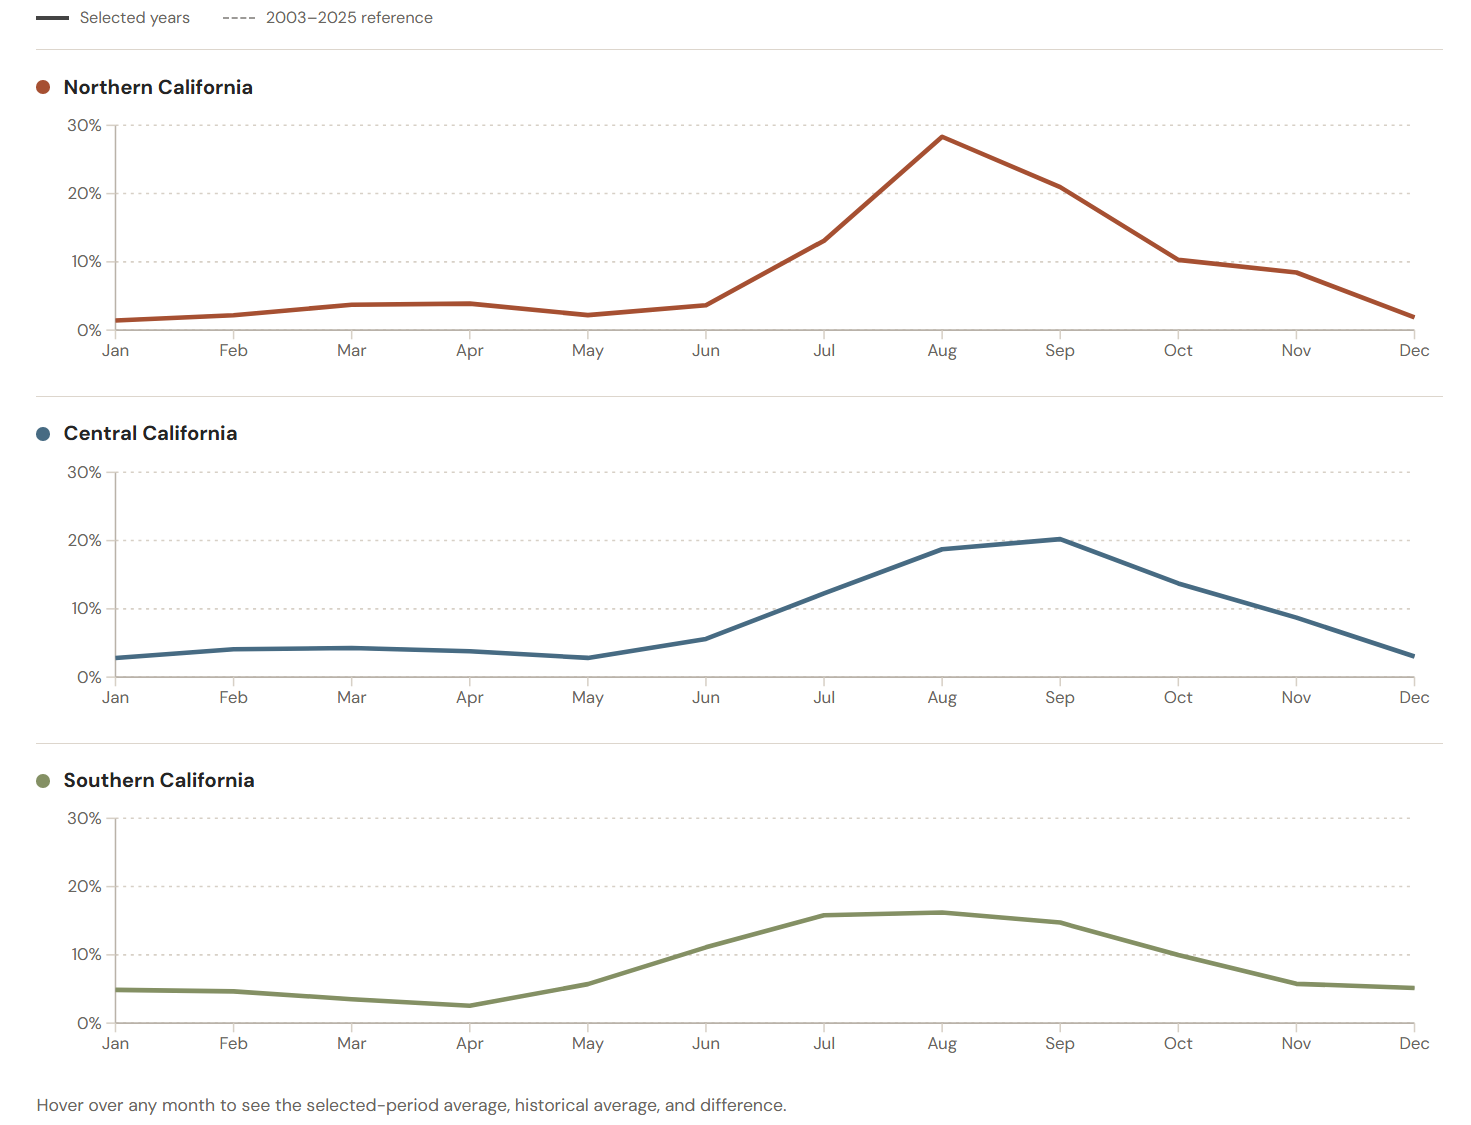 Selected years 2003–2025 reference
Northern California
30%
20%
10%
0%
Jan Feb Mar Apr May Jun Jul Aug Sep Oct Nov Dec
Central California
30%
20%
10%
0%
Jan Feb Mar Apr May Jun Jul Aug Sep Oct Nov Dec
Southern California
30%
20%
10%
0%
Jan Feb Mar Apr May Jun Jul Aug Sep Oct Nov Dec
Hover over any month to see the selected-period average, historical average, and difference.